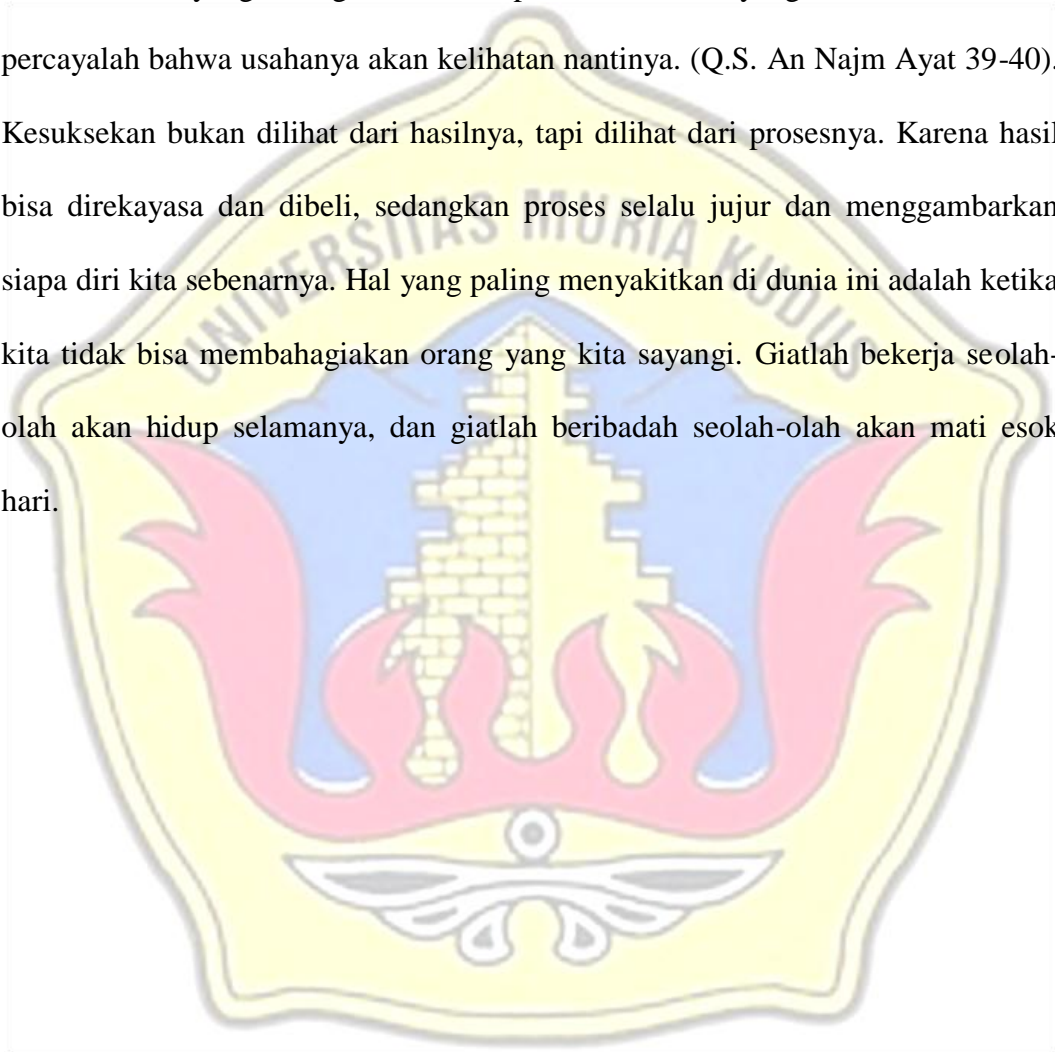 percayalah bahwa usahanya akan kelihatan nantinya. (Q.S. An Najm Ayat 39-40).
Kesuksekan bukan dilihat dari hasilnya, tapi dilihat dari prosesnya. Karena hasil
bisa direkayasa dan dibeli, sedangkan proses selalu jujur dan menggambarkan
UNIVERSITAS MURIA KUDUS
siapa diri kita sebenarnya. Hal yang paling menyakitkan di dunia ini adalah ketika
kita tidak bisa membahagiakan orang yang kita sayangi. Giatlah bekerja seolah-
olah akan hidup selamanya, dan giatlah beribadah seolah-olah akan mati esok
hari.